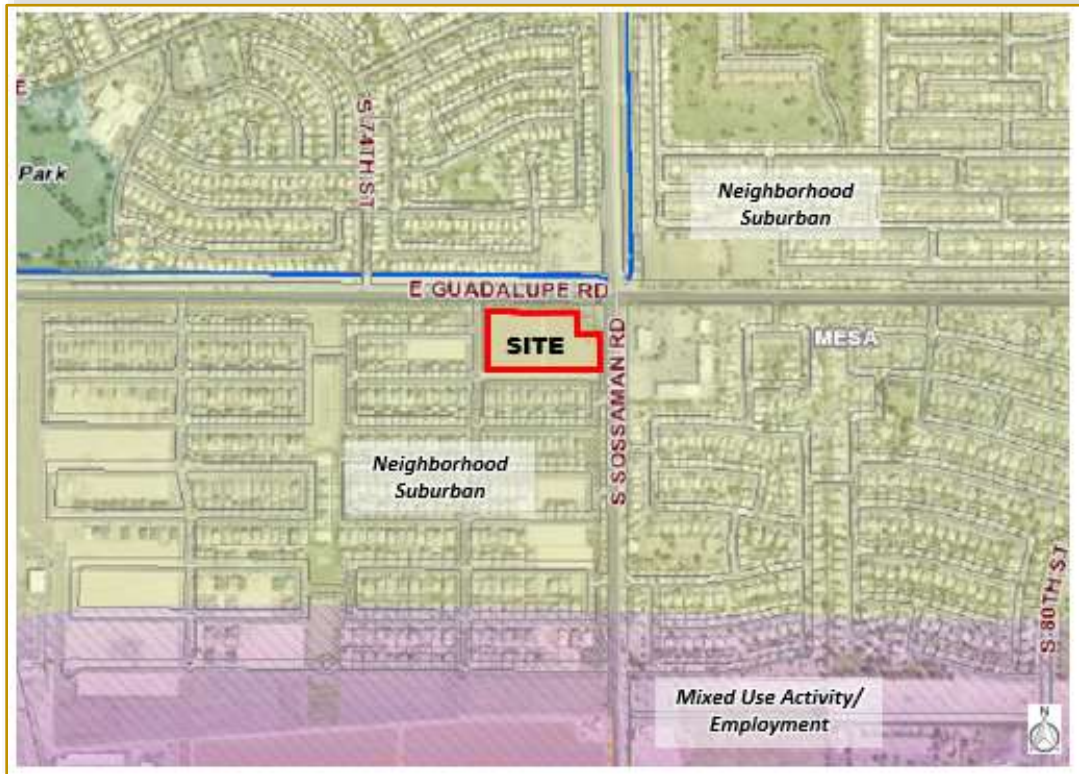 E
S 74TH ST
Park
Neighborhood
Suburban
E GUADALUPE RD
SITE
MESA
S SOSSAMAN RD
Neighborhood
Suburban
S 80TH ST
Mixed Use Activity/
Employment
N